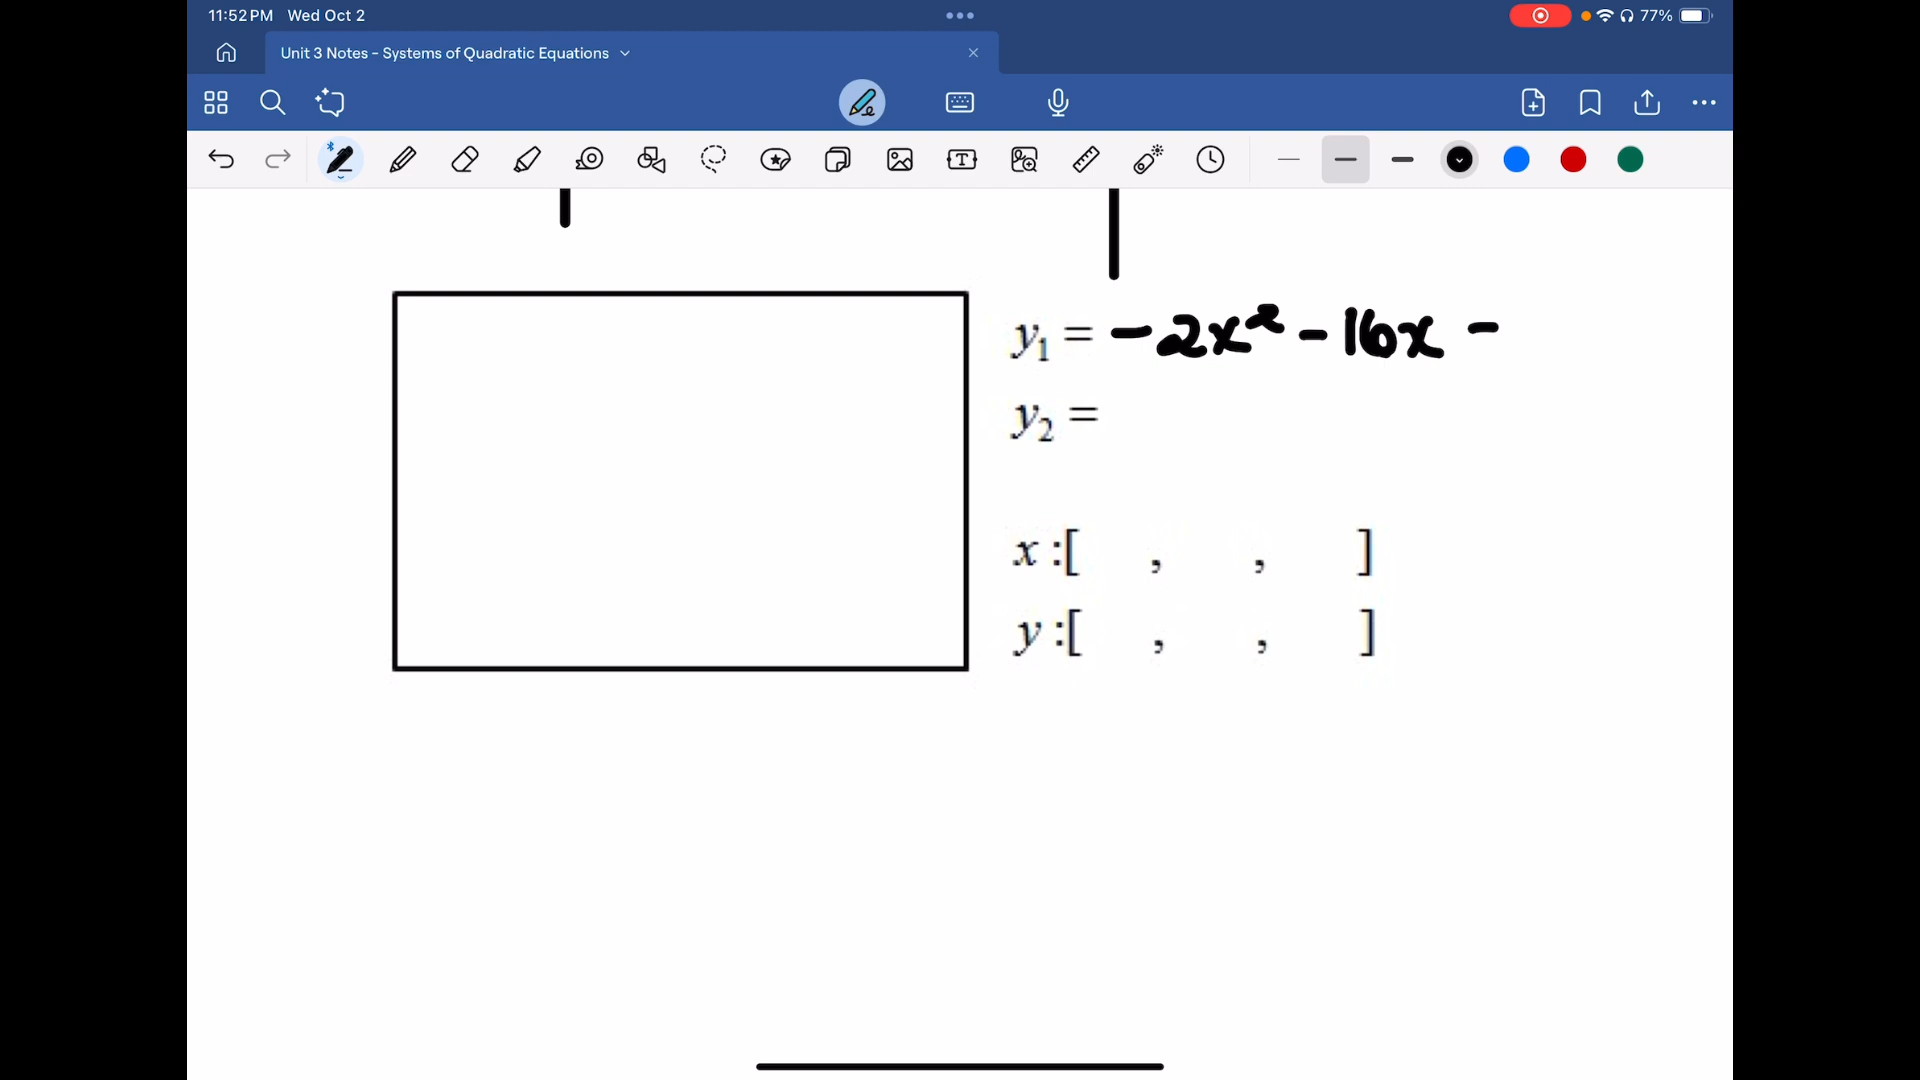 11:52 PM Wed Oct 2
77%
Unit 3 Notes - Systems of Quadratic Equations
y₁ = -2x² - 16x -
y₂ =
x :[ , , ]
y :[ , , ]